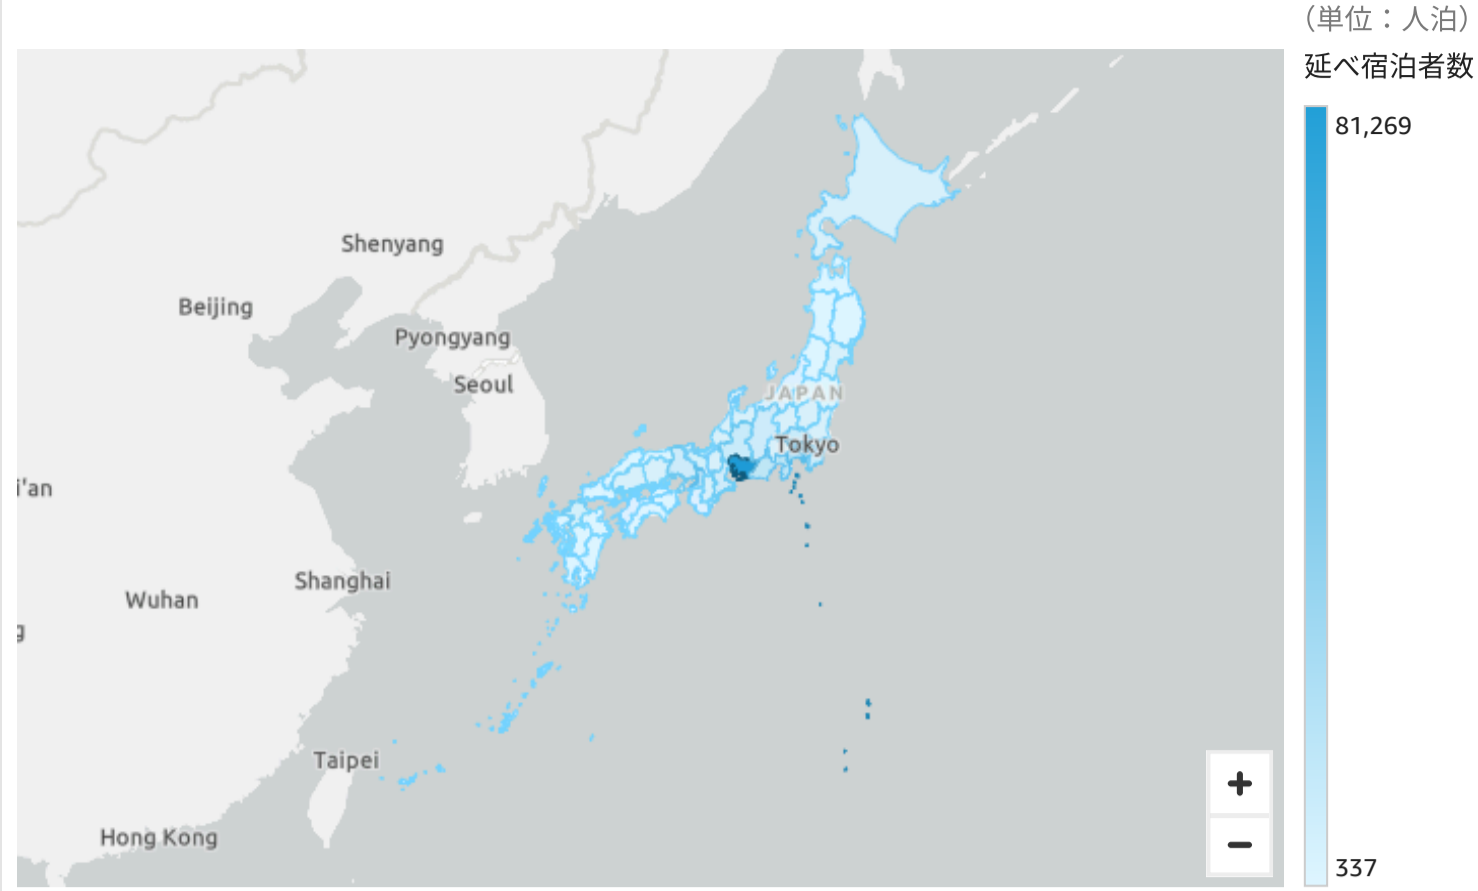 （単位：人泊）
延べ宿泊者数
81,269
Shenyang
Beijing
Pyongyang
Seoul
JAPAN
Tokyo
i'an
Shanghai
Wuhan
g
Taipei
+
Hong Kong
−
337